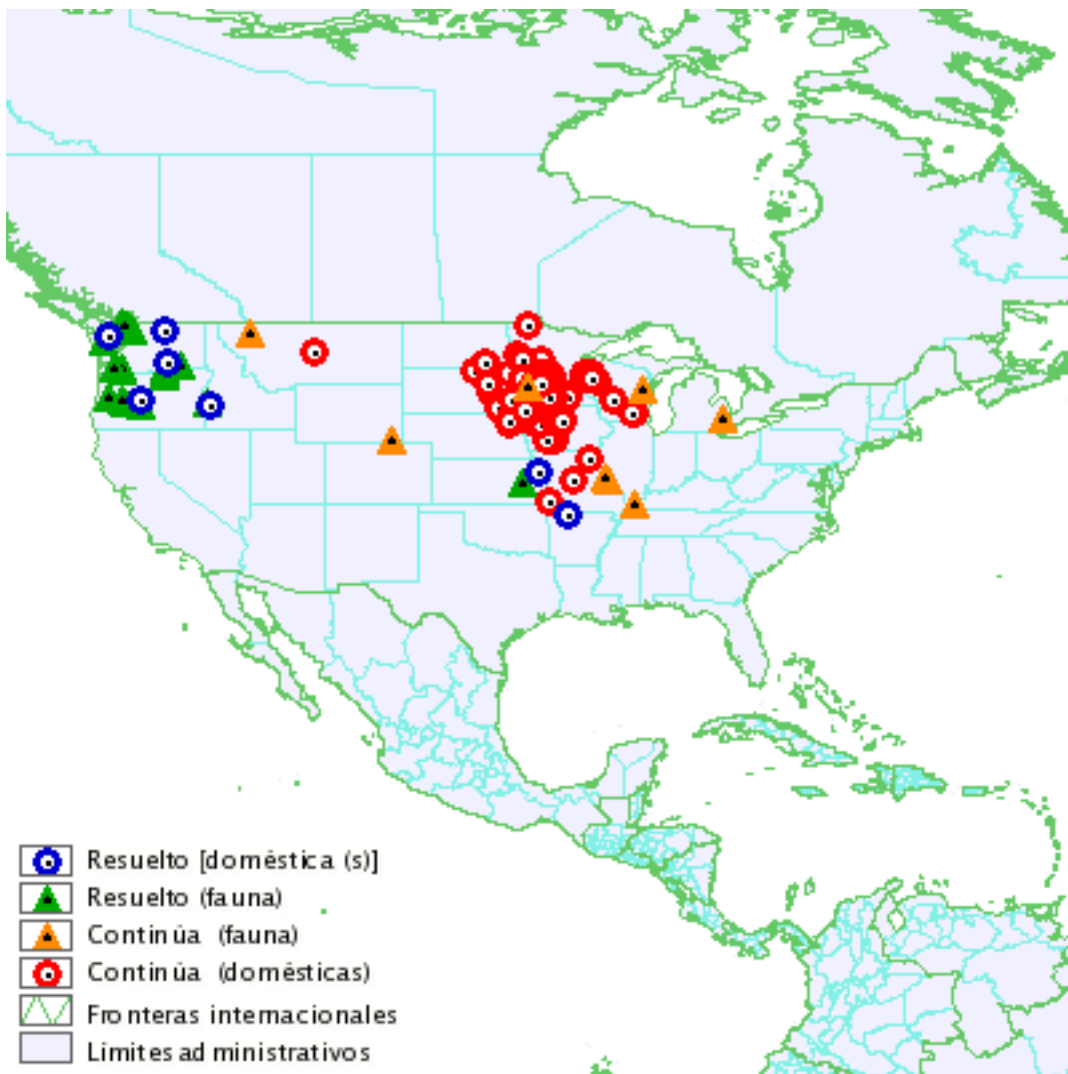 Resuelto [doméstica (s)]
Resuelto (fauna)
Continúa (fauna)
Continúa (domésticas)
Fronteras internacionales
Límites administrativos